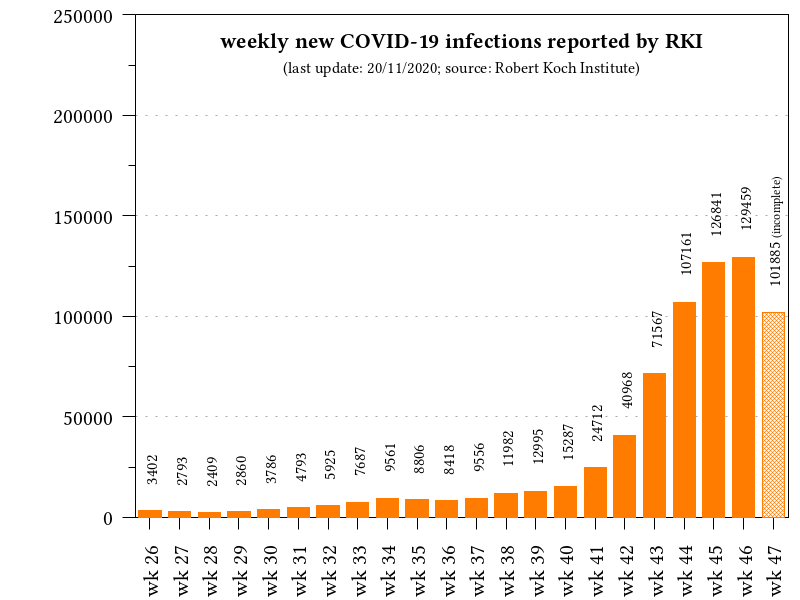 weekly new COVID-19 infections reported by RKI
(last update: 20/11/2020; source: Robert Koch Institute)
250000
200000
150000
100000
50000
0
3402
2793
2409
2860
3786
4793
5925
7687
9561
8806
8418
9556
11982
12995
15287
24712
40968
71567
107161
126841
129459
101885 (incomplete)
wk 26
wk 27
wk 28
wk 29
wk 30
wk 31
wk 32
wk 33
wk 34
wk 35
wk 36
wk 37
wk 38
wk 39
wk 40
wk 41
wk 42
wk 43
wk 44
wk 45
wk 46
wk 47